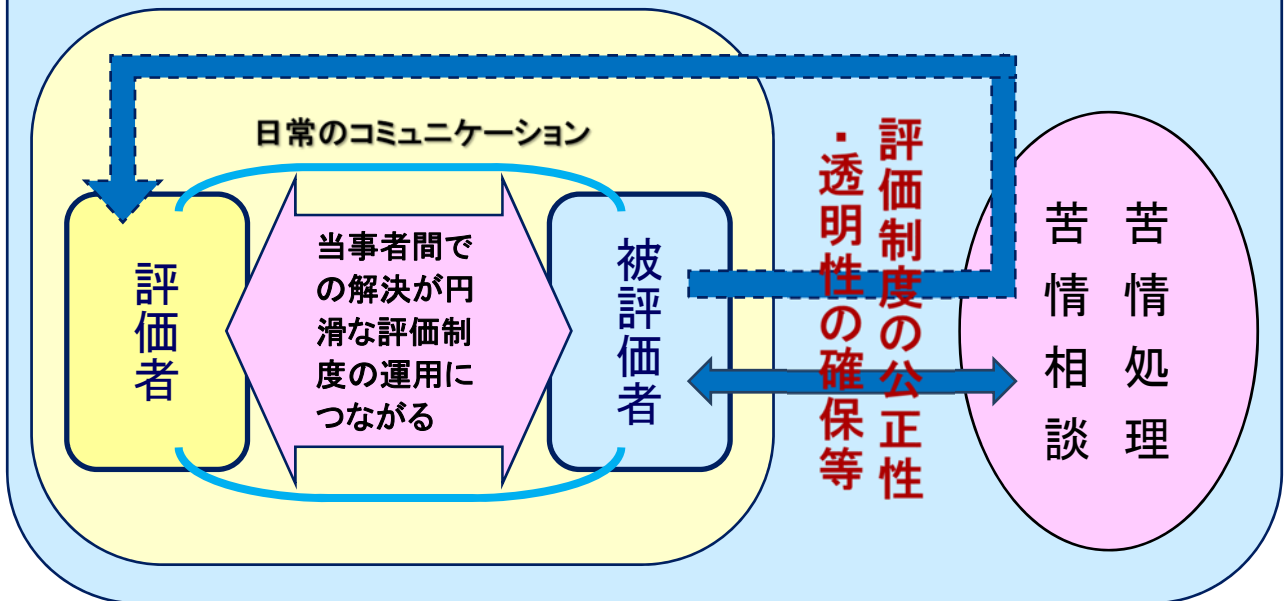 日常のコミュニケーション
評価者
当事者間で
の解決が円
滑な評価制
度の運用に
つながる
被評価者
評価制度の公正性
・透明性の確保等
苦情処理
苦情相談